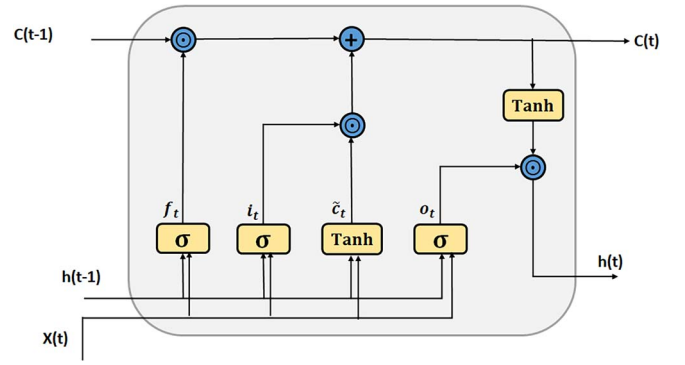 C(t-1)
C(t)
Tanh
f_t
i_t
c̃_t
o_t
σ
σ
Tanh
σ
h(t-1)
h(t)
X(t)